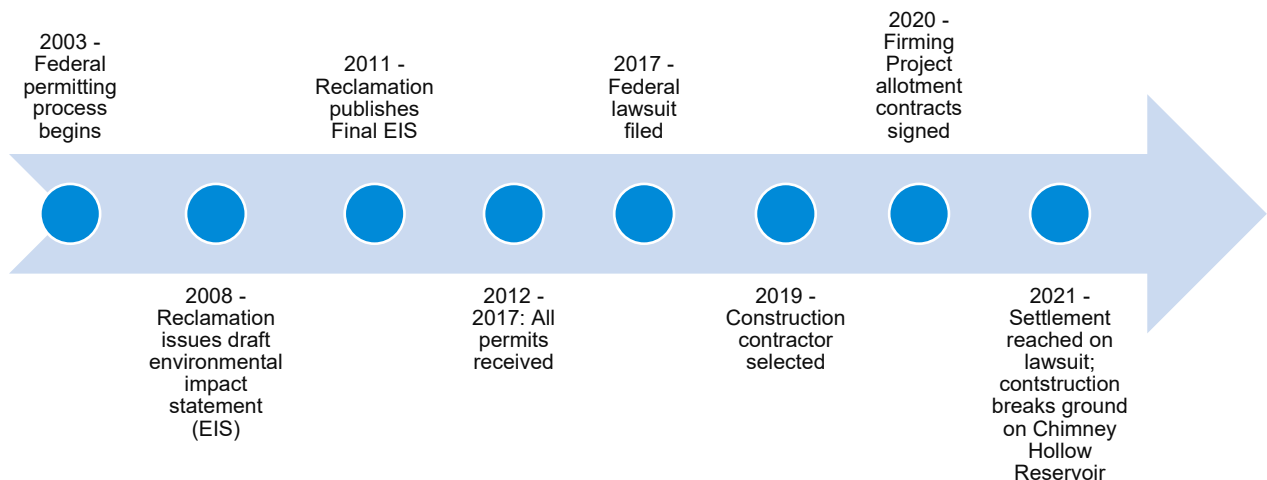 2003 -
Federal
permitting
process
begins
2008 -
Reclamation
issues draft
environmental
impact
statement
(EIS)
2011 -
Reclamation
publishes
Final EIS
2012 -
2017: All
permits
received
2017 -
Federal
lawsuit
filed
2019 -
Construction
contractor
selected
2020 -
Firming
Project
allotment
contracts
signed
2021 -
Settlement
reached on
lawsuit;
contstruction
breaks ground
on Chimney
Hollow
Reservoir